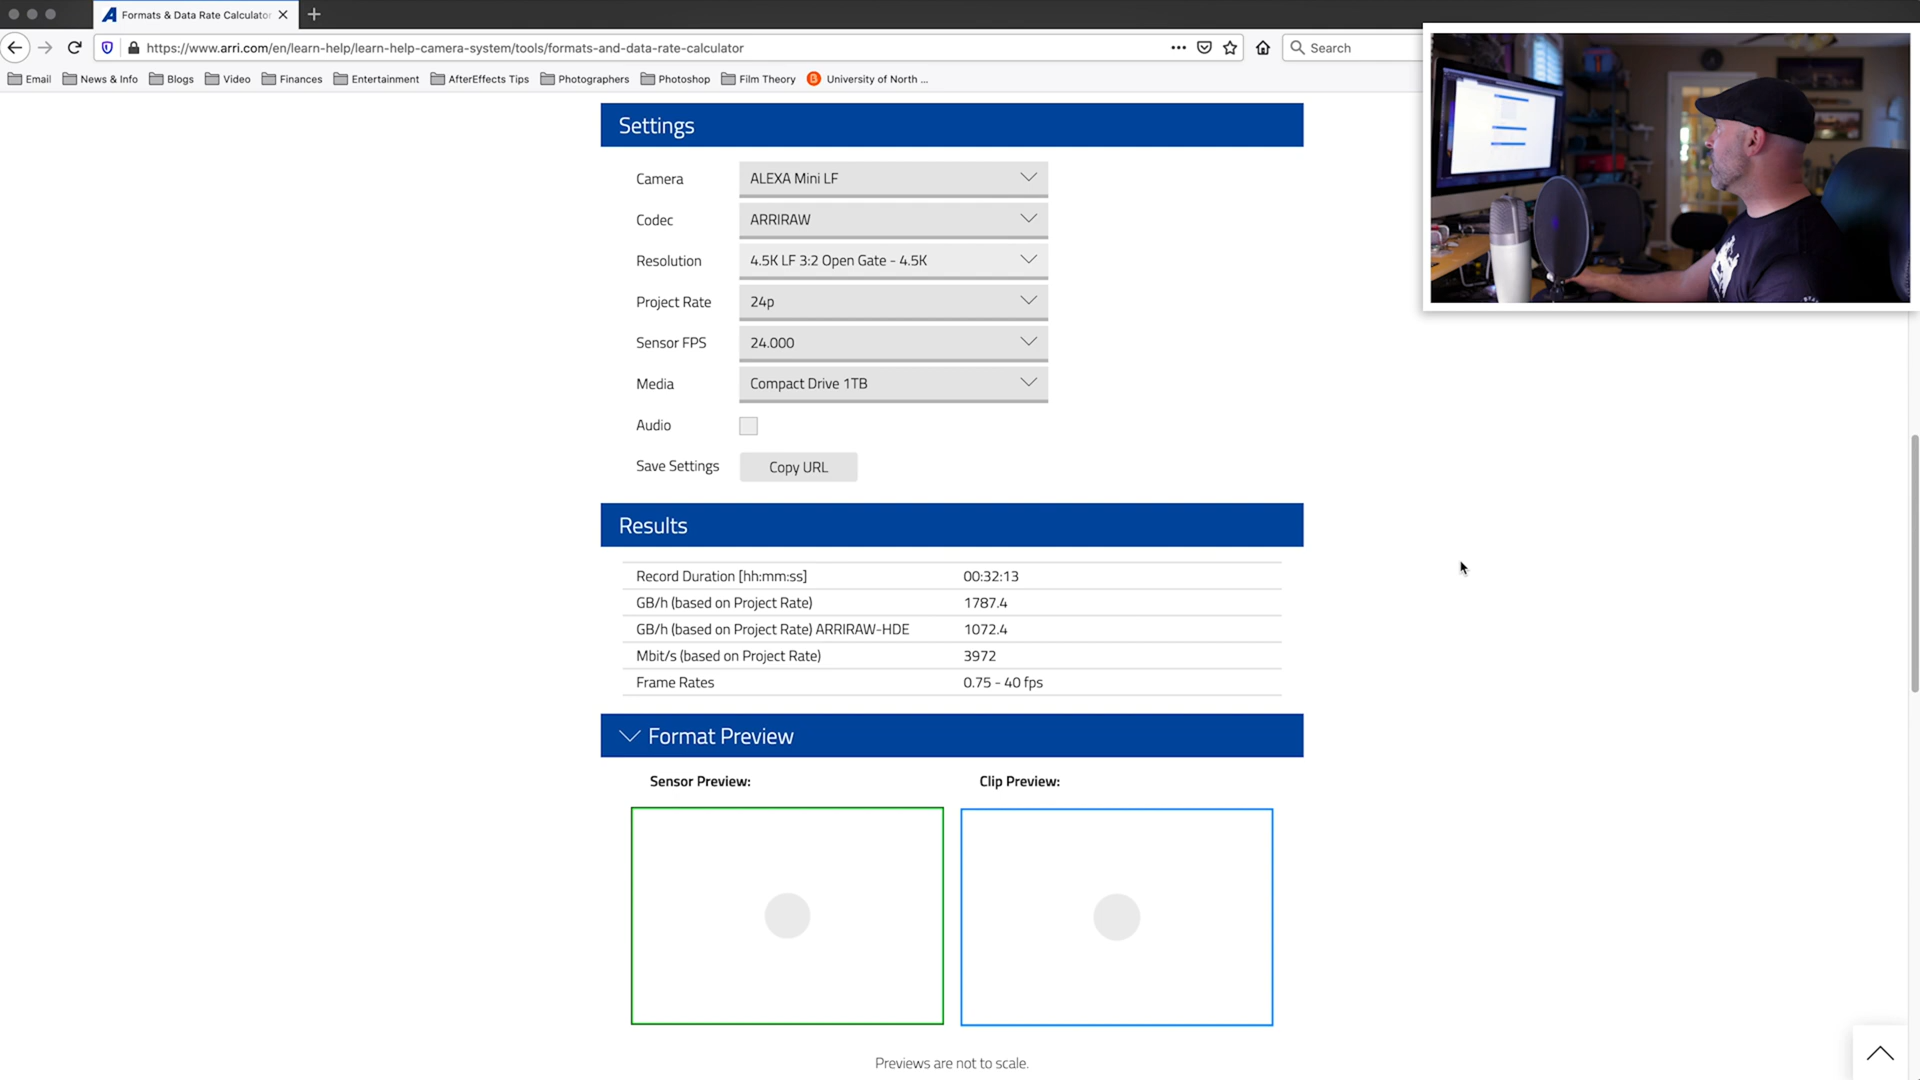 Formats & Data Rate Calculator
https://www.arri.com/en/learn-help/learn-help-camera-system/tools/formats-and-data-rate-calculator
Search
Email
News & Info
Blogs
Video
Finances
Entertainment
AfterEffects Tips
Photographers
Photoshop
Film Theory
University of North ...
Settings
Camera ALEXA Mini LF
Codec ARRIRAW
Resolution 4.5K LF 3:2 Open Gate - 4.5K
Project Rate 24p
Sensor FPS 24.000
Media Compact Drive 1TB
Audio
Save Settings Copy URL
Results
Record Duration [hh:mm:ss] 00:32:13
GB/h (based on Project Rate) 1787.4
GB/h (based on Project Rate) ARRIRAW-HDE 1072.4
Mbit/s (based on Project Rate) 3972
Frame Rates 0.75 - 40 fps
Format Preview
Sensor Preview: Clip Preview:
Previews are not to scale.